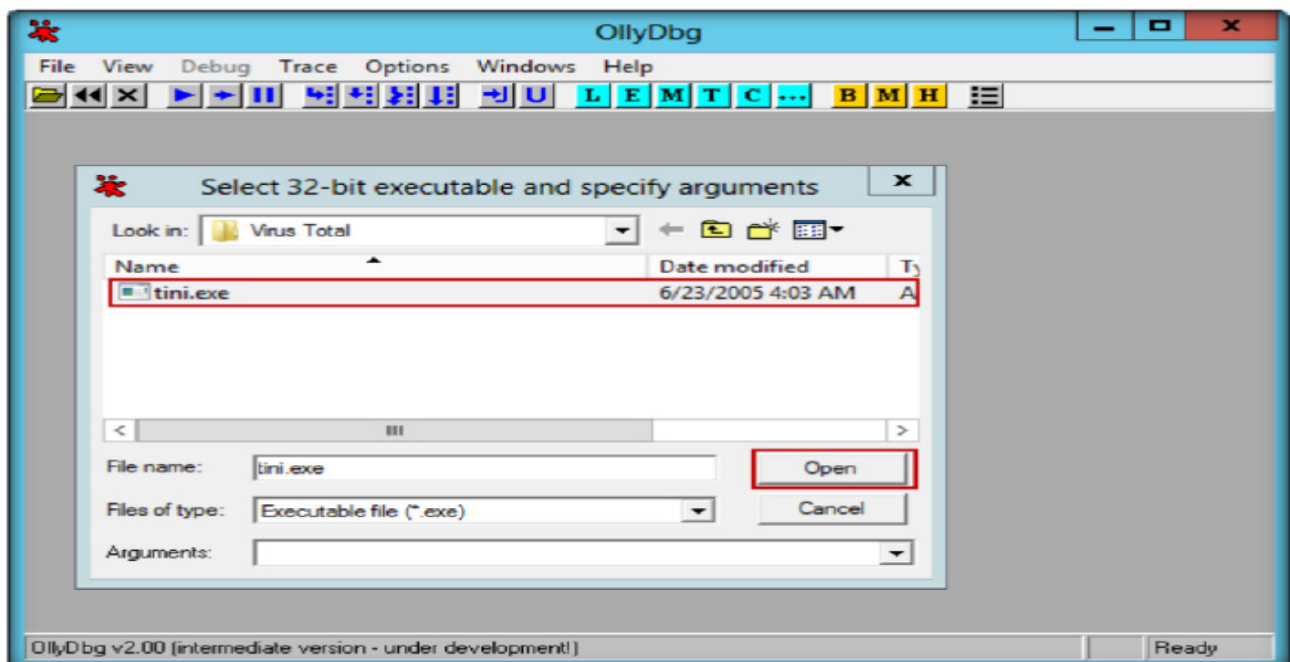 OllyDbg
File View Debug Trace Options Windows Help
L E M T C ... B M H
U
Select 32-bit executable and specify arguments
Look in: Virus Total
Name Date modified Ty
tini.exe 6/23/2005 4:03 AM A
File name: tini.exe Open
Files of type: Executable file (*.exe) Cancel
Arguments:
OllyDbg v2.00 (intermediate version - under development!) Ready